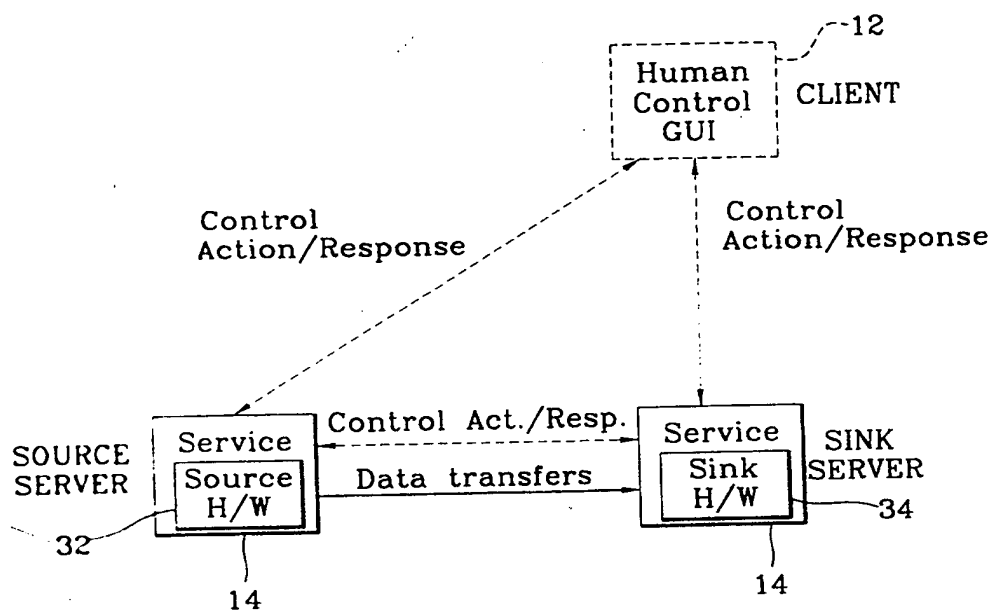 12
Human
Control
GUI
CLIENT
Control
Action/Response
Control
Action/Response
SOURCE
SERVER
Service
Source
H/W
Control Act./Resp.
Data transfers
Service
Sink
H/W
SINK
SERVER
32
34
14
14